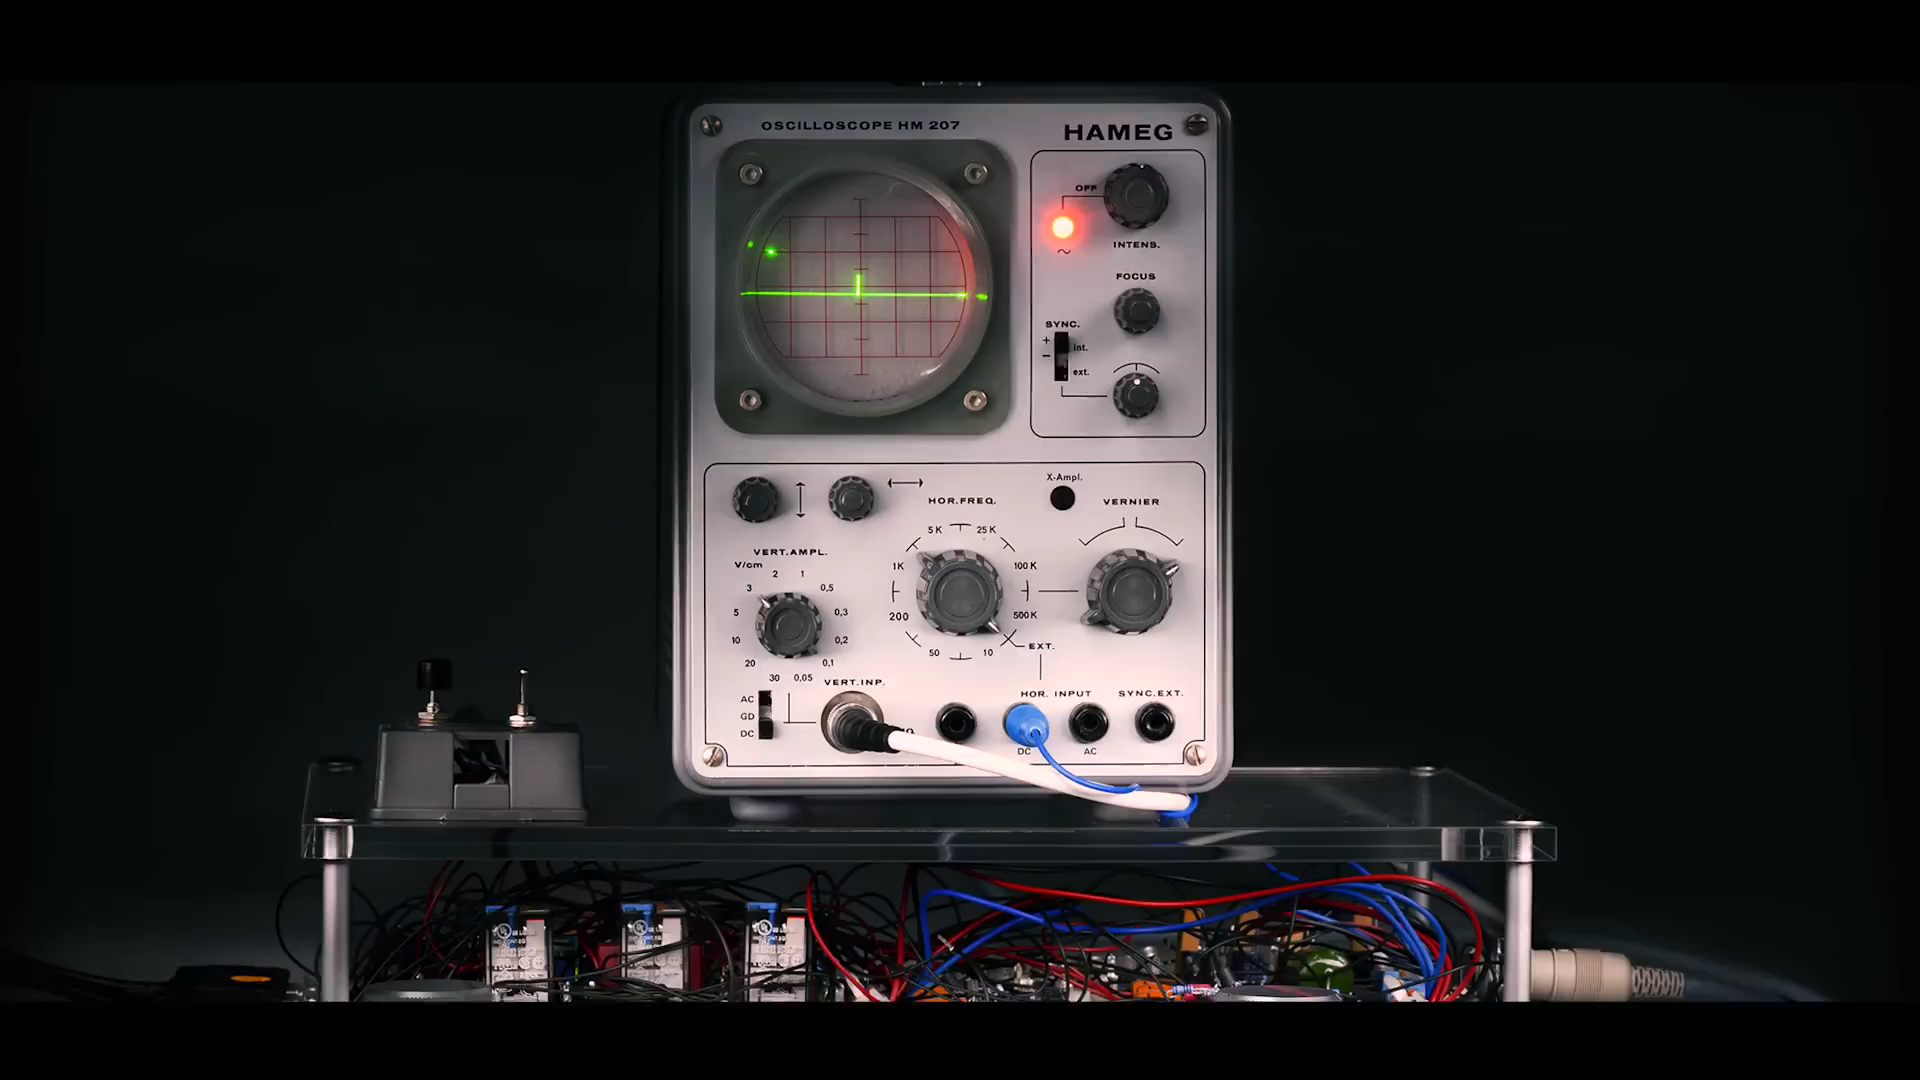 OSCILLOSCOPE HM 207
HAMEG
OFF
INTENS.
FOCUS
SYNC.
+
int.
−
ext.
X-Ampl.
HOR.FREQ.
VERNIER
5K
25K
1K
100K
200
500K
50
10
EXT.
VERT.AMPL.
V/cm
2
1
3
0,5
5
0,3
10
0,2
20
0,1
30
0,05
VERT.INP.
AC
GD
DC
HOR. INPUT
SYNC.EXT.
DC
AC